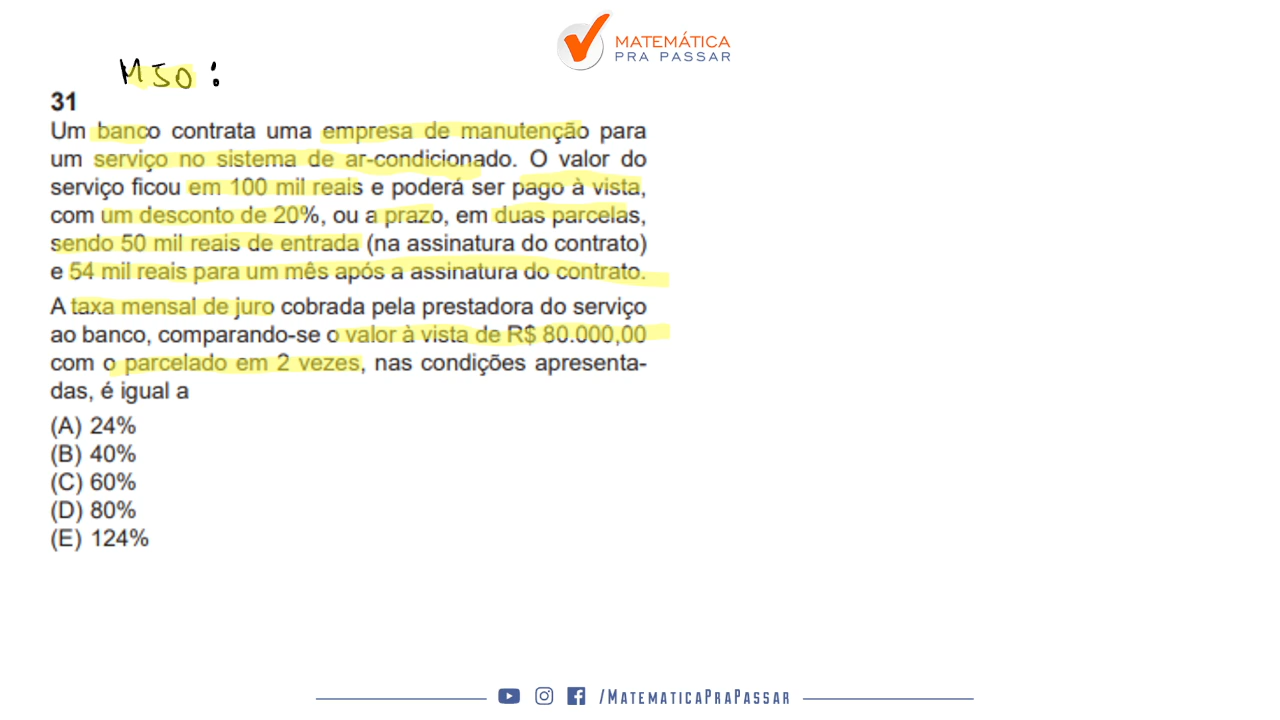 MATEMÁTICA
PRA PASSAR
MJO :
31
Um banco contrata uma empresa de manutenção para
um serviço no sistema de ar-condicionado. O valor do
serviço ficou em 100 mil reais e poderá ser pago à vista,
com um desconto de 20%, ou a prazo, em duas parcelas,
sendo 50 mil reais de entrada (na assinatura do contrato)
e 54 mil reais para um mês após a assinatura do contrato.
A taxa mensal de juro cobrada pela prestadora do serviço
ao banco, comparando-se o valor à vista de R$ 80.000,00
com o parcelado em 2 vezes, nas condições apresenta-
das, é igual a
(A) 24%
(B) 40%
(C) 60%
(D) 80%
(E) 124%
/MATEMATICAPRAPASSAR